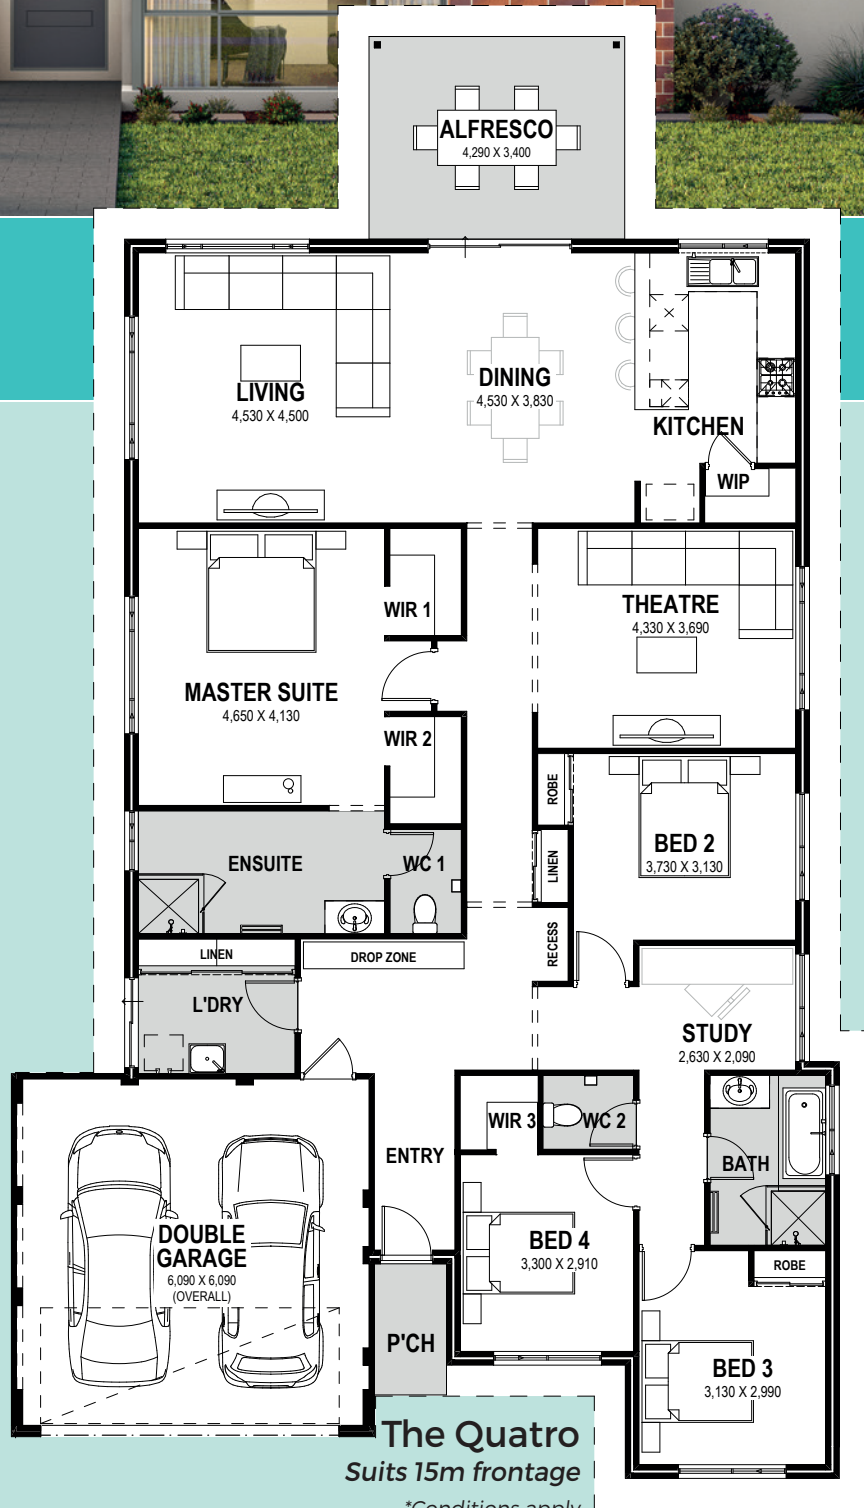 ALFRESCO
4,290 X 3,400
LIVING
4,530 X 4,500
DINING
4,530 X 3,830
KITCHEN
WIP
WIR 1
THEATRE
4,330 X 3,690
MASTER SUITE
4,650 X 4,130
WIR 2
ROBE
BED 2
3,730 X 3,130
ENSUITE
WC 1
LINEN
RECESS
LINEN
DROP ZONE
L'DRY
STUDY
2,630 X 2,090
WIR 3
WC 2
ENTRY
BATH
DOUBLE
GARAGE
6,090 X 6,090
(OVERALL)
BED 4
3,300 X 2,910
ROBE
P'CH
BED 3
3,130 X 2,990
The Quatro
Suits 15m frontage
*Conditions apply